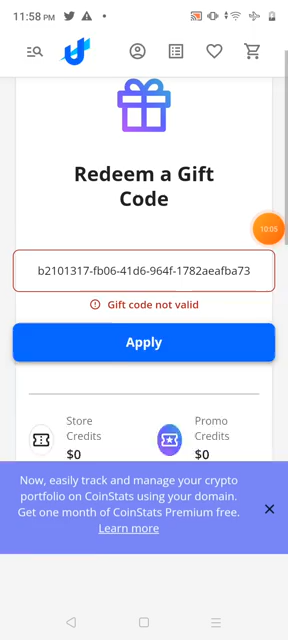 11:58 PM
Redeem a Gift
Code
10:05
b2101317-fb06-41d6-964f-1782aeafba73
Gift code not valid
Apply
Store
Credits
$0
Promo
Credits
$0
Now, easily track and manage your crypto
portfolio on CoinStats using your domain.
Get one month of CoinStats Premium free.
Learn more